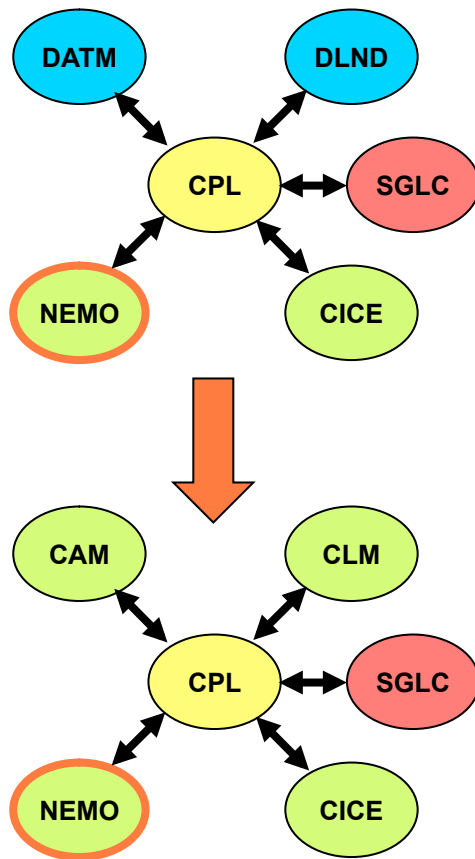 DATM
DLND
CPL
SGLC
NEMO
CICE
CAM
CLM
CPL
SGLC
NEMO
CICE